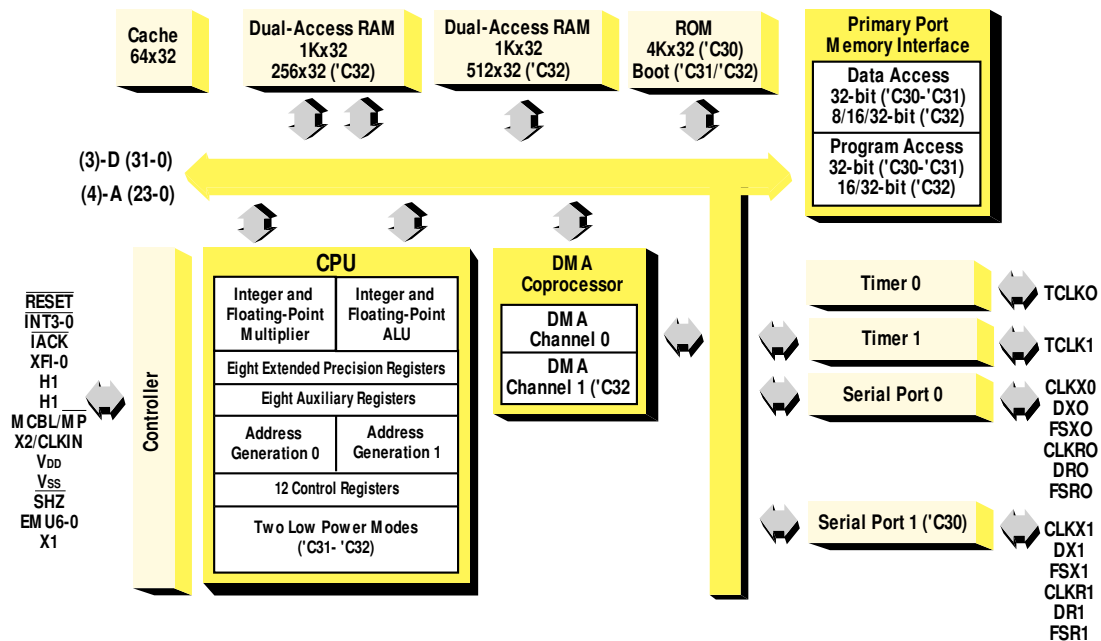 Cache
64x32
Dual-Access RAM
1Kx32
256x32 ('C32)
Dual-Access RAM
1Kx32
512x32 ('C32)
ROM
4Kx32 ('C30)
Boot ('C31/'C32)
Primary Port
Memory Interface
Data Access
32-bit ('C30-'C31)
8/16/32-bit ('C32)
Program Access
32-bit ('C30-'C31)
16/32-bit ('C32)
(3)-D (31-0)
(4)-A (23-0)
RESET
INT3-0
IACK
XFI-0
H1
H1
MCBL/MP
X2/CLKIN
VDD
VSS
SHZ
EMU6-0
X1
Controller
CPU
Integer and
Floating-Point
Multiplier
Integer and
Floating-Point
ALU
Eight Extended Precision Registers
Eight Auxiliary Registers
Address
Generation 0
Address
Generation 1
12 Control Registers
Two Low Power Modes
('C31- 'C32)
DMA
Coprocessor
DMA
Channel 0
DMA
Channel 1 ('C32
Timer 0
TCLKO
Timer 1
TCLK1
Serial Port 0
CLKX0
DXO
FSXO
CLKRO
DRO
FSRO
Serial Port 1 ('C30)
CLKX1
DX1
FSX1
CLKR1
DR1
FSR1